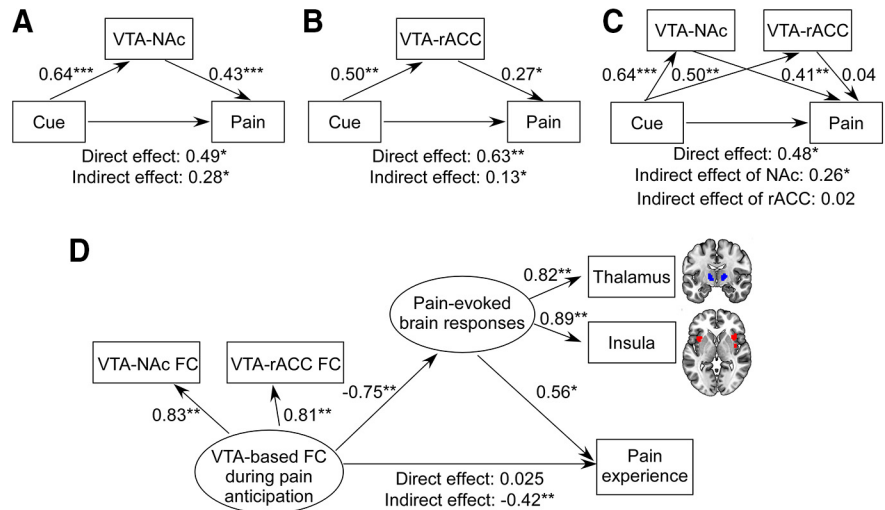 A
VTA-NAc
0.64***
0.43***
Cue
Pain
Direct effect: 0.49*
Indirect effect: 0.28*
B
VTA-rACC
0.50**
0.27*
Cue
Pain
Direct effect: 0.63**
Indirect effect: 0.13*
C
VTA-NAc
VTA-rACC
0.64***
0.50**
0.41**
0.04
Cue
Pain
Direct effect: 0.48*
Indirect effect of NAc: 0.26*
Indirect effect of rACC: 0.02
D
Pain-evoked
brain responses
0.82**
Thalamus
0.89**
Insula
VTA-NAc FC
VTA-rACC FC
-0.75**
0.56*
0.83**
0.81**
VTA-based FC
during pain
anticipation
Pain
experience
Direct effect: 0.025
Indirect effect: -0.42**